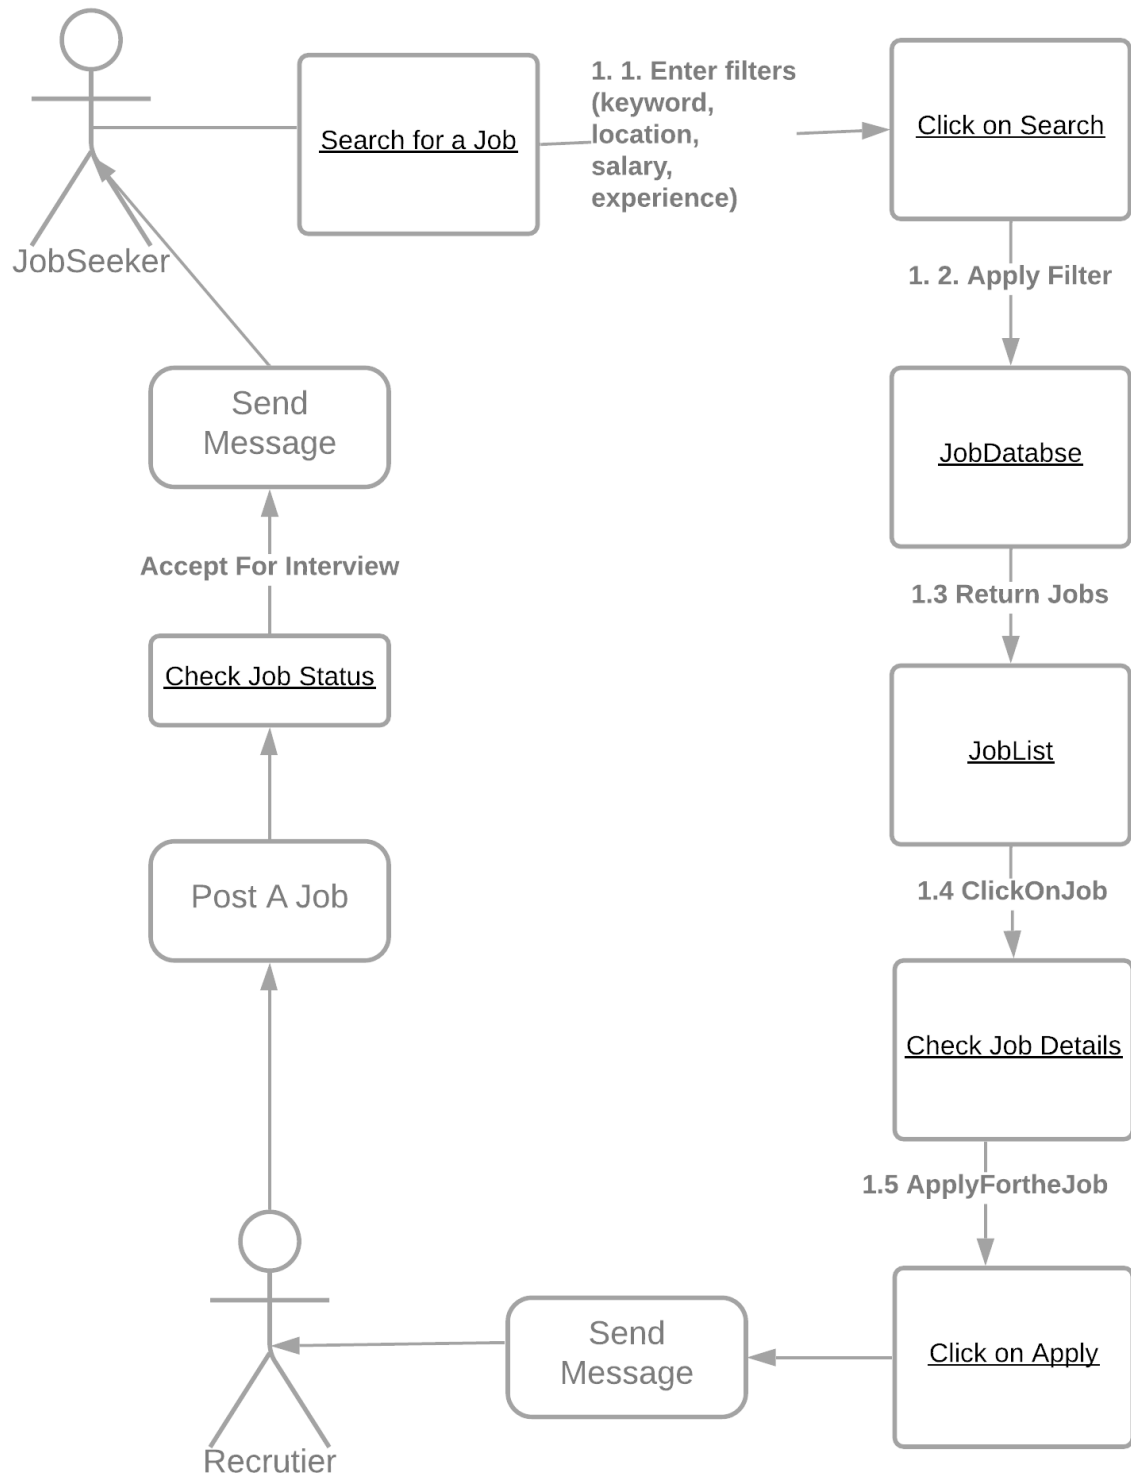 JobSeeker
Search for a Job
1. 1. Enter filters
(keyword,
location,
salary,
experience)
Click on Search
1. 2. Apply Filter
JobDatabse
1.3 Return Jobs
JobList
1.4 ClickOnJob
Check Job Details
1.5 ApplyFortheJob
Click on Apply
Send
Message
Recrutier
Post A Job
Check Job Status
Accept For Interview
Send
Message